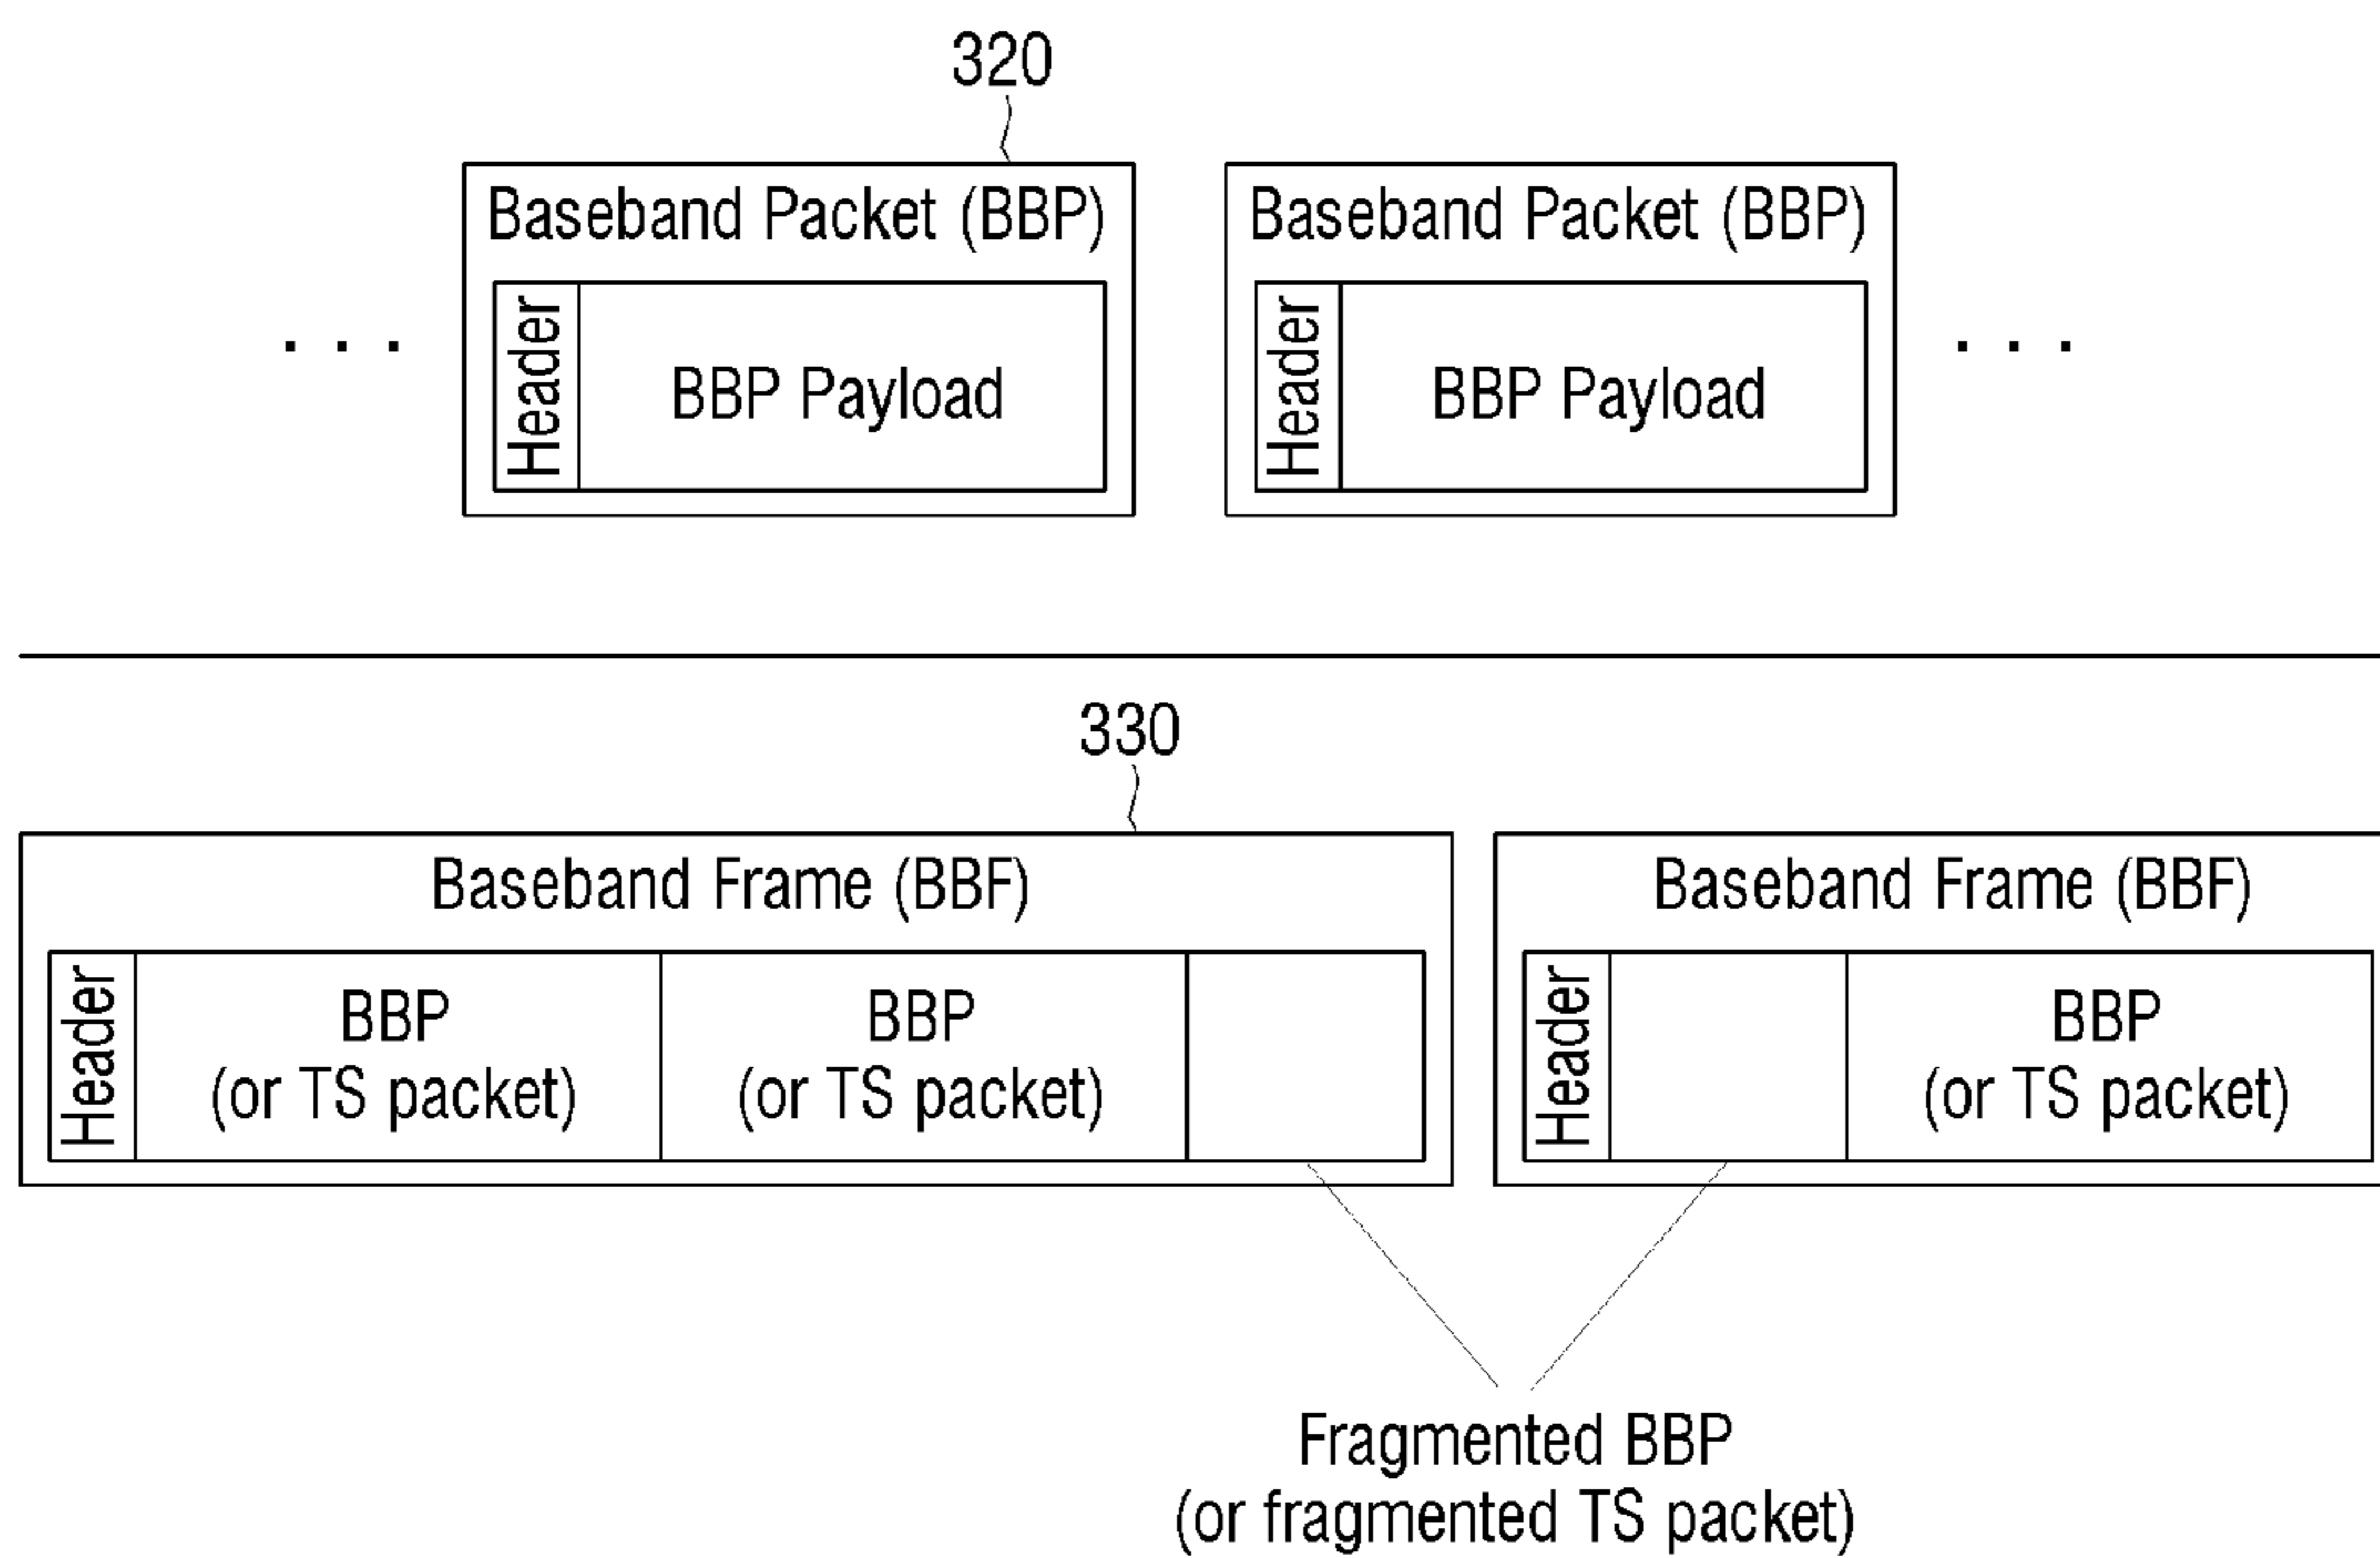 320
Baseband Packet (BBP)
Header
BBP Payload
Baseband Packet (BBP)
Header
BBP Payload
. . .
. . .
330
Baseband Frame (BBF)
Header
BBP
(or TS packet)
BBP
(or TS packet)
Baseband Frame (BBF)
Header
BBP
(or TS packet)
Fragmented BBP
(or fragmented TS packet)